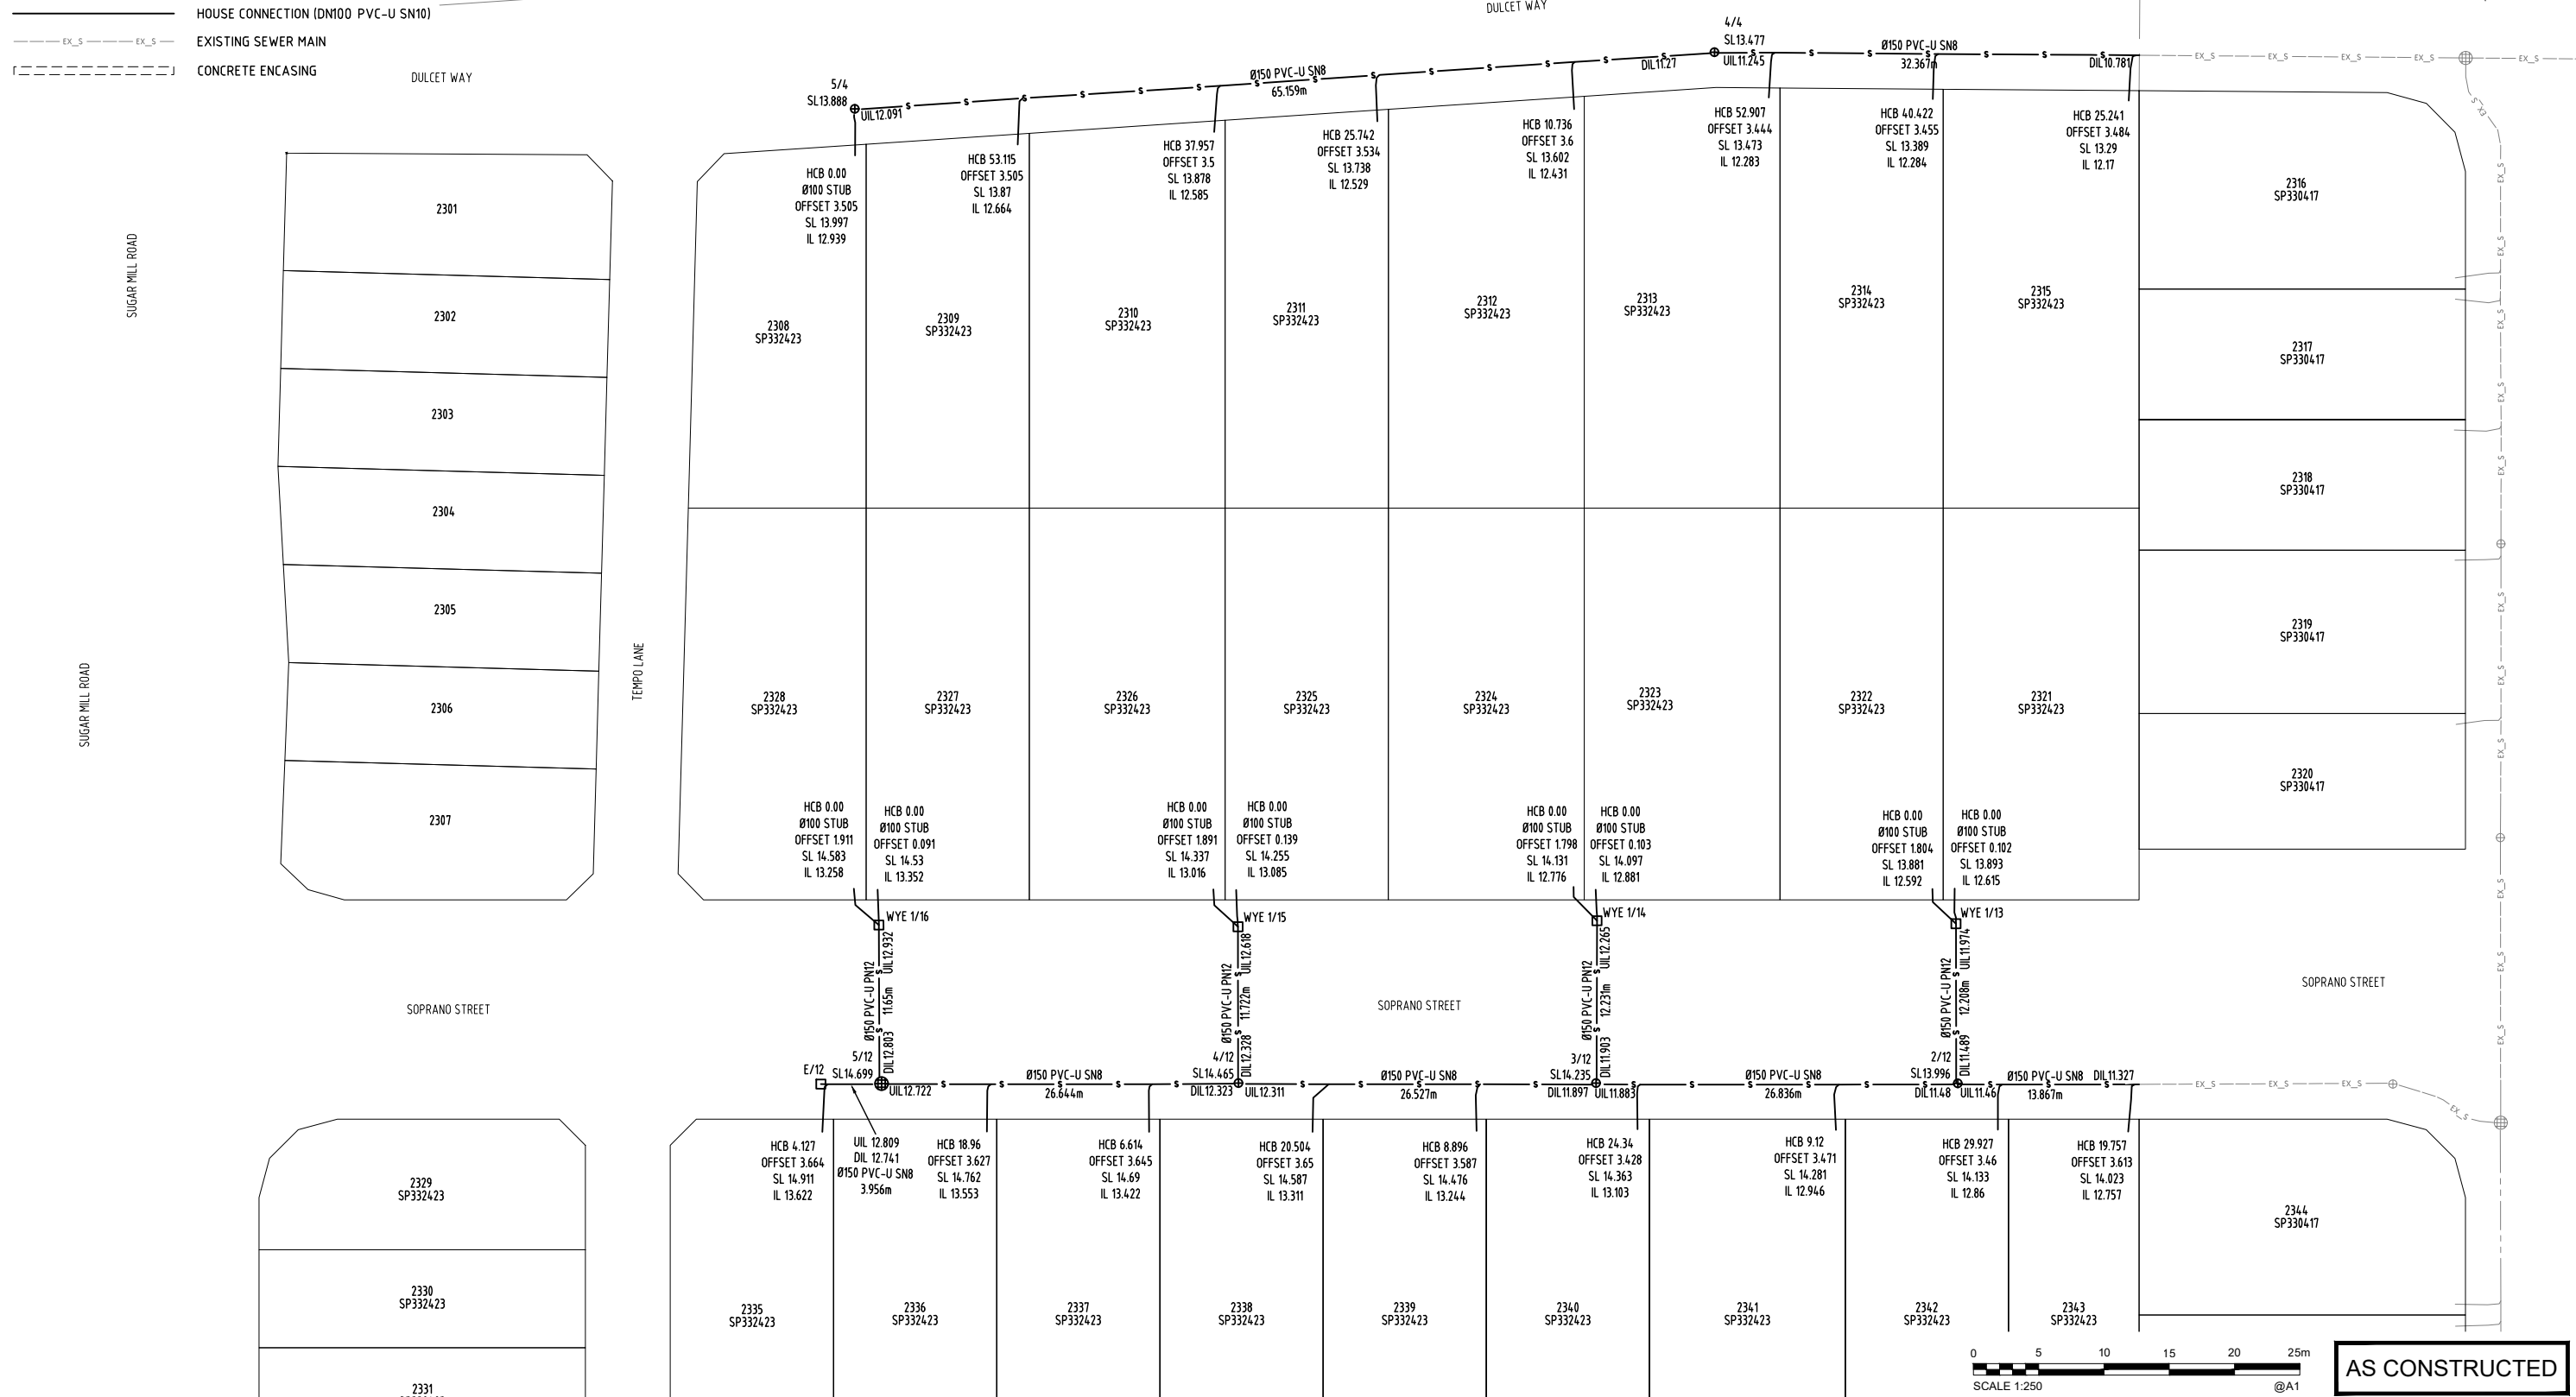 HOUSE CONNECTION (DN100 PVC-U SN10)
EX_S EX_S EXISTING SEWER MAIN
CONCRETE ENCASING
DULCET WAY
DULCET WAY
5/4
SL13.888
UIL12.091
Ø150 PVC-U SN8
65.159m
DIL11.27
4/4
SL13.477
UIL11.245
Ø150 PVC-U SN8
32.367m
DIL10.781
EX_S EX_S EX_S EX_S EX_S
HCB 0.00
Ø100 STUB
OFFSET 3.505
SL 13.997
IL 12.939
HCB 53.115
OFFSET 3.505
SL 13.87
IL 12.664
HCB 37.957
OFFSET 3.5
SL 13.878
IL 12.585
HCB 25.742
OFFSET 3.534
SL 13.738
IL 12.529
HCB 10.736
OFFSET 3.6
SL 13.602
IL 12.431
HCB 52.907
OFFSET 3.444
SL 13.473
IL 12.283
HCB 40.422
OFFSET 3.455
SL 13.389
IL 12.284
HCB 25.241
OFFSET 3.484
SL 13.29
IL 12.17
SUGAR MILL ROAD
SUGAR MILL ROAD
TEMPO LANE
2301
2302
2303
2304
2305
2306
2307
2308
SP332423
2309
SP332423
2310
SP332423
2311
SP332423
2312
SP332423
2313
SP332423
2314
SP332423
2315
SP332423
2316
SP330417
2317
SP330417
2318
SP330417
2319
SP330417
2320
SP330417
2328
SP332423
2327
SP332423
2326
SP332423
2325
SP332423
2324
SP332423
2323
SP332423
2322
SP332423
2321
SP332423
HCB 0.00
Ø100 STUB
OFFSET 1.911
SL 14.583
IL 13.258
HCB 0.00
Ø100 STUB
OFFSET 0.091
SL 14.53
IL 13.352
HCB 0.00
Ø100 STUB
OFFSET 1.891
SL 14.337
IL 13.016
HCB 0.00
Ø100 STUB
OFFSET 0.139
SL 14.255
IL 13.085
HCB 0.00
Ø100 STUB
OFFSET 1.798
SL 14.131
IL 12.776
HCB 0.00
Ø100 STUB
OFFSET 0.103
SL 14.097
IL 12.881
HCB 0.00
Ø100 STUB
OFFSET 1.804
SL 13.881
IL 12.592
HCB 0.00
Ø100 STUB
OFFSET 0.102
SL 13.893
IL 12.615
WYE 1/16
WYE 1/15
WYE 1/14
WYE 1/13
Ø150 PVC-U PN12
DIL12.803 11.65m UIL12.932
Ø150 PVC-U PN12
DIL12.328 11.722m UIL12.618
Ø150 PVC-U PN12
DIL11.903 12.231m UIL12.265
Ø150 PVC-U PN12
DIL11.489 12.208m UIL11.974
SOPRANO STREET
SOPRANO STREET
SOPRANO STREET
E/12
5/12
SL14.699
UIL12.722
Ø150 PVC-U SN8
26.644m
DIL12.323
4/12
SL14.465
UIL12.311
Ø150 PVC-U SN8
26.527m
DIL11.897
3/12
SL14.235
UIL11.883
Ø150 PVC-U SN8
26.836m
DIL11.48
2/12
SL13.996
UIL11.46
Ø150 PVC-U SN8
13.867m
DIL11.327
EX_S EX_S EX_S EX_S
HCB 4.127
OFFSET 3.664
SL 14.911
IL 13.622
UIL 12.809
DIL 12.741
Ø150 PVC-U SN8
3.956m
HCB 18.96
OFFSET 3.627
SL 14.762
IL 13.553
HCB 6.614
OFFSET 3.645
SL 14.69
IL 13.422
HCB 20.504
OFFSET 3.65
SL 14.587
IL 13.311
HCB 8.896
OFFSET 3.587
SL 14.476
IL 13.244
HCB 24.34
OFFSET 3.428
SL 14.363
IL 13.103
HCB 9.12
OFFSET 3.471
SL 14.281
IL 12.946
HCB 29.927
OFFSET 3.46
SL 14.133
IL 12.86
HCB 19.757
OFFSET 3.613
SL 14.023
IL 12.757
2329
SP332423
2330
SP332423
2331
2335
SP332423
2336
SP332423
2337
SP332423
2338
SP332423
2339
SP332423
2340
SP332423
2341
SP332423
2342
SP332423
2343
SP332423
2344
SP330417
0 5 10 15 20 25m
SCALE 1:250 @A1
AS CONSTRUCTED